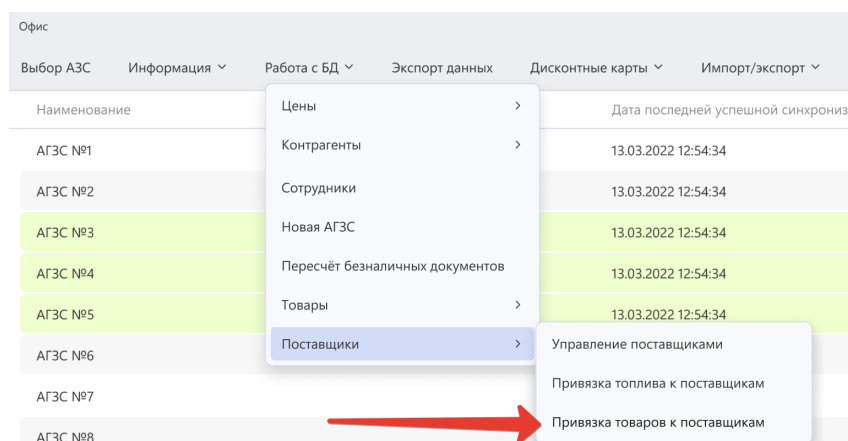 Офис
Выбор АЗС Информация Работа с БД Экспорт данных Дисконтные карты Импорт/экспорт
Наименование Дата последней успешной синхрониз
Цены
Контрагенты
АГЗС №1 13.03.2022 12:54:34
Сотрудники
АГЗС №2 13.03.2022 12:54:34
Новая АГЗС
АГЗС №3 13.03.2022 12:54:34
Пересчёт безналичных документов
АГЗС №4 13.03.2022 12:54:34
Товары
АГЗС №5 13.03.2022 12:54:34
Поставщики
Управление поставщиками
АГЗС №6
Привязка топлива к поставщикам
АГЗС №7
Привязка товаров к поставщикам
АГЗС №8